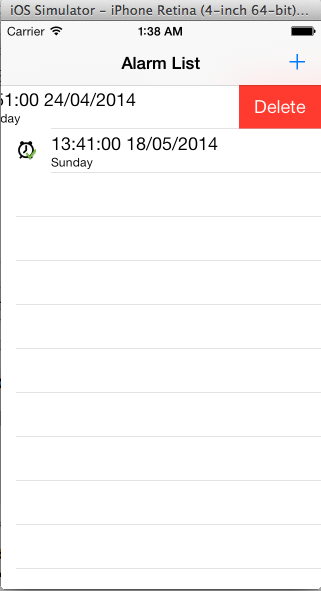 iOS Simulator - iPhone Retina (4-inch 64-bit)...
Carrier 1:38 AM
Alarm List +
51:00 24/04/2014 Delete
day
13:41:00 18/05/2014
Sunday